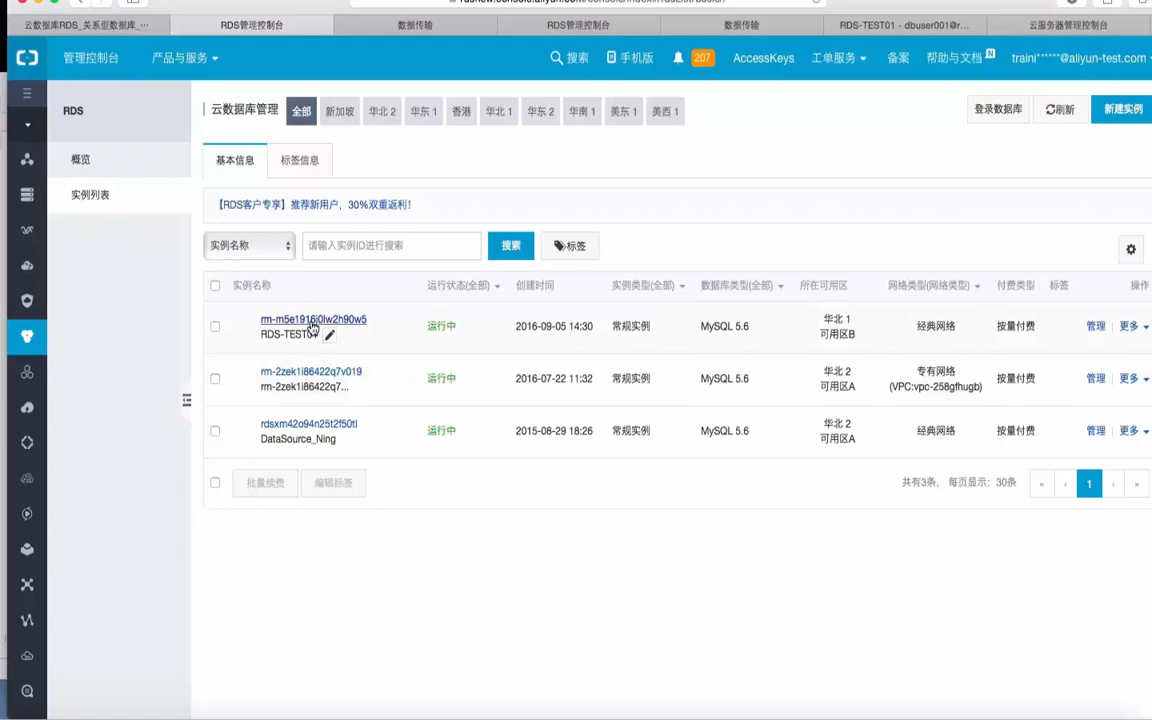 云数据库RDS_关系型数据库_…
RDS管理控制台
数据传输
RDS管理控制台
数据传输
RDS-TEST01 - dbuser001@r…
云服务器管理控制台
管理控制台
产品与服务
搜索
手机版
207
AccessKeys
工单服务
备案
帮助与文档
N
traini******@aliyun-test.com
RDS
概览
实例列表
云数据库管理
全部
新加坡
华北 2
华东 1
香港
华北 1
华东 2
华南 1
美东 1
美西 1
登录数据库
刷新
新建实例
基本信息
标签信息
【RDS客户专享】推荐新用户，30%双重返利！
实例名称
请输入实例ID进行搜索
搜索
标签
实例名称
运行状态(全部)
创建时间
实例类型(全部)
数据库类型(全部)
所在可用区
网络类型(网络类型)
付费类型
标签
操作
rm-m5e1916j0lw2h90w5
RDS-TEST01
运行中
2016-09-05 14:30
常规实例
MySQL 5.6
华北 1
可用区B
经典网络
按量付费
管理
更多
rm-2zek1i86422q7v019
rm-2zek1i86422q7...
运行中
2016-07-22 11:32
常规实例
MySQL 5.6
华北 2
可用区A
专有网络
(VPC:vpc-258gfhugb)
按量付费
管理
更多
rdsxm42o94n25t2f50tl
DataSource_Ning
运行中
2015-08-29 18:26
常规实例
MySQL 5.6
华北 2
可用区A
经典网络
按量付费
管理
更多
批量续费
编辑标签
共有3条， 每页显示：30条
«
‹
1
›
»